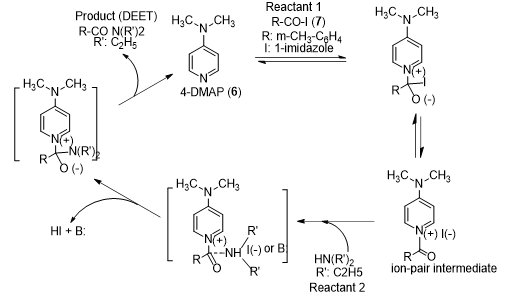 Product (DEET)
R-CO N(R')2
R': C2H5
H3C N CH3
N
4-DMAP (6)
Reactant 1
R-CO-I (7)
R: m-CH3-C6H4
I: 1-imidazole
H3C N CH3
N(+)
I
R
O (-)
H3C N CH3
N(+)
R N(R')2
O (-)
H3C N CH3
N(+) I(-)
R O
ion-pair intermediate
H3C N CH3
N(+) R'
NH I(-) or B:
R O R'
HN(R')2
R': C2H5
Reactant 2
HI + B: